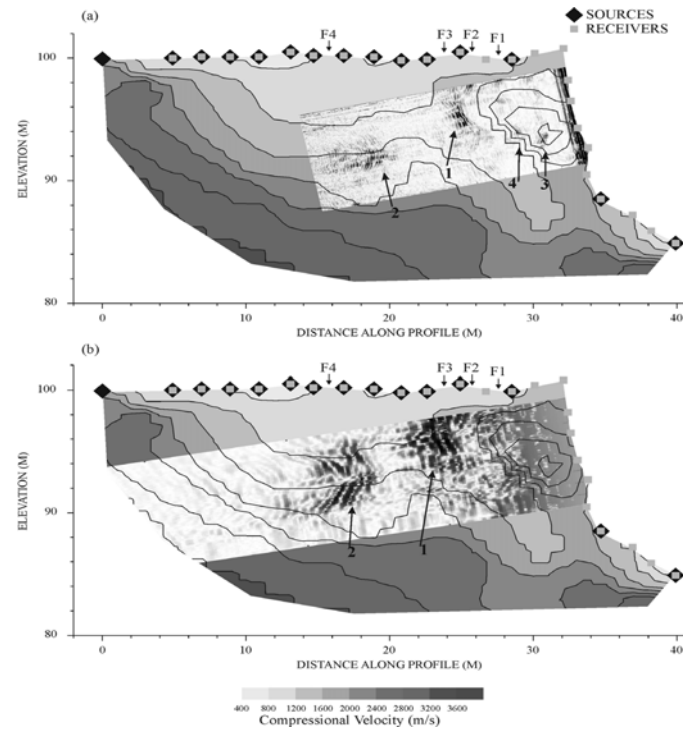 (a)
SOURCES
RECEIVERS
F4 F3 F2 F1
100
90
80
ELEVATION (M)
1
2
4
3
0 10 20 30 40
DISTANCE ALONG PROFILE (M)
(b)
F4 F3 F2 F1
100
90
80
ELEVATION (M)
2
1
0 10 20 30 40
DISTANCE ALONG PROFILE (M)
400 800 1200 1600 2000 2400 2800 3200 3600
Compressional Velocity (m/s)